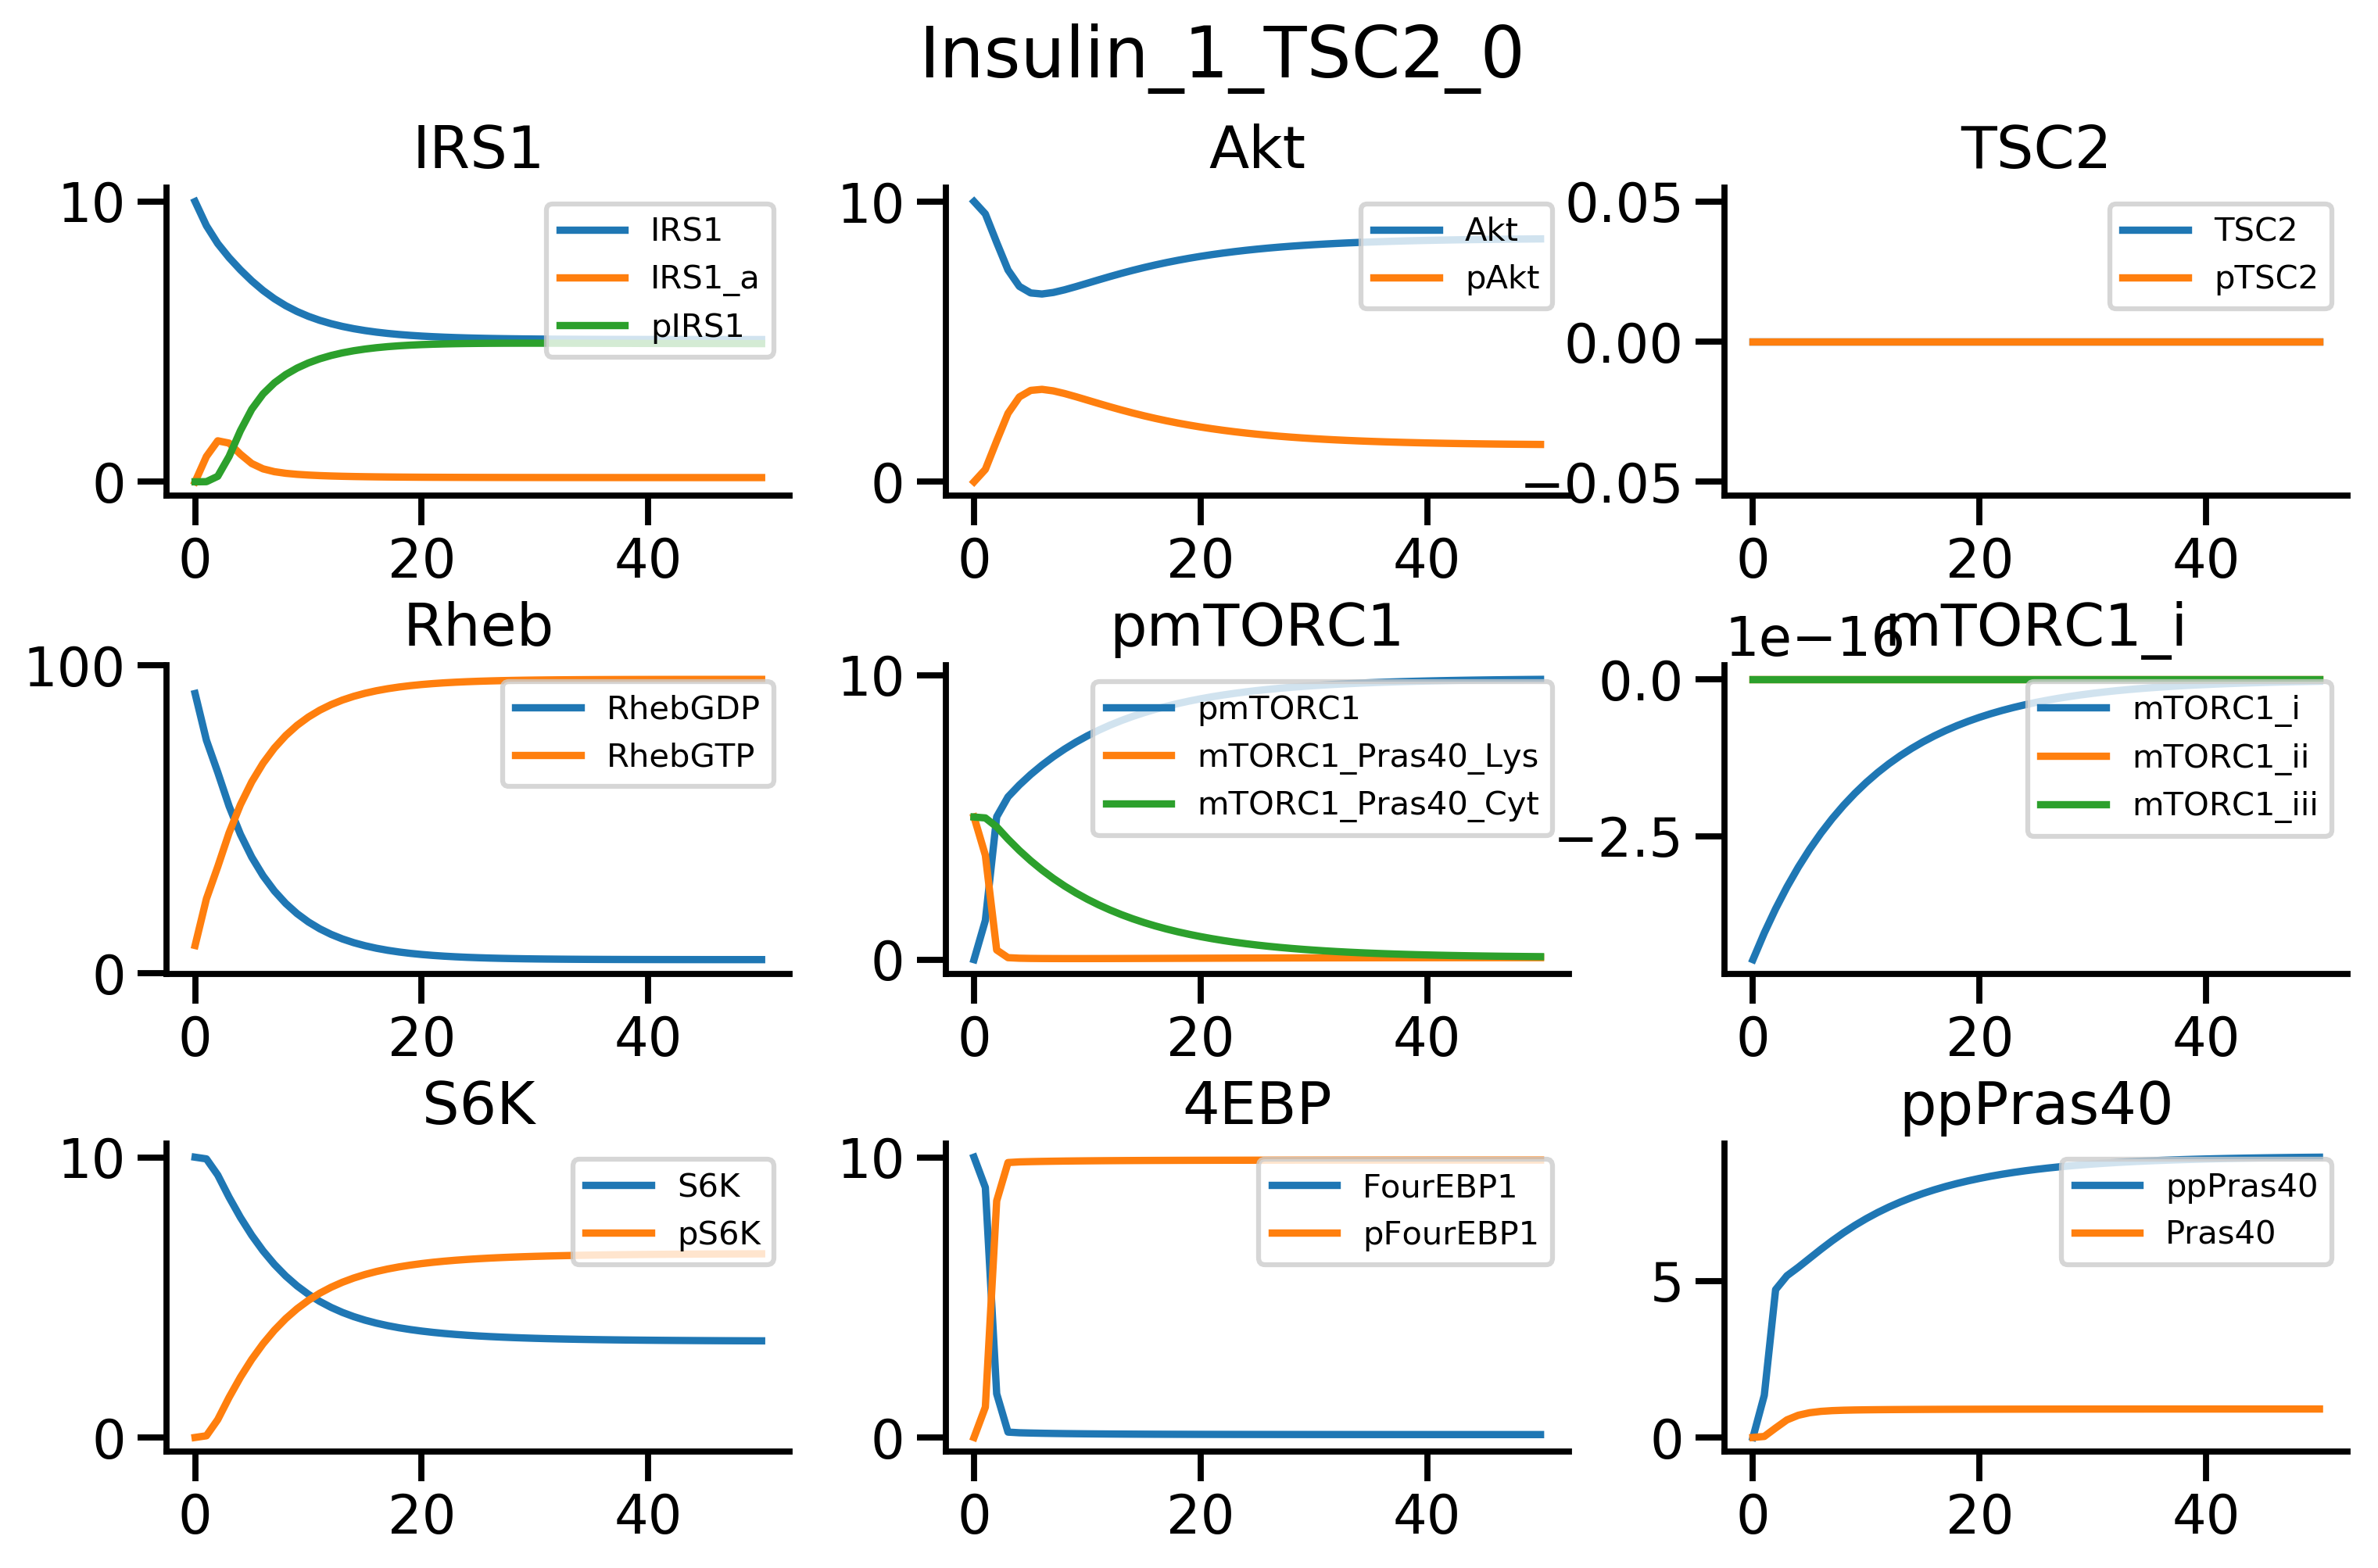 Insulin_1_TSC2_0
IRS1
10
0
0 20 40
IRS1
IRS1_a
pIRS1
Akt
10
0
0 20 40
Akt
pAkt
TSC2
0.05
0.00
−0.05
0 20 40
TSC2
pTSC2
Rheb
100
0
0 20 40
RhebGDP
RhebGTP
pmTORC1
10
0
0 20 40
pmTORC1
mTORC1_Pras40_Lys
mTORC1_Pras40_Cyt
mTORC1_i
1e−16
0.0
−2.5
0 20 40
mTORC1_i
mTORC1_ii
mTORC1_iii
S6K
10
0
0 20 40
S6K
pS6K
4EBP
10
0
0 20 40
FourEBP1
pFourEBP1
ppPras40
5
0
0 20 40
ppPras40
Pras40